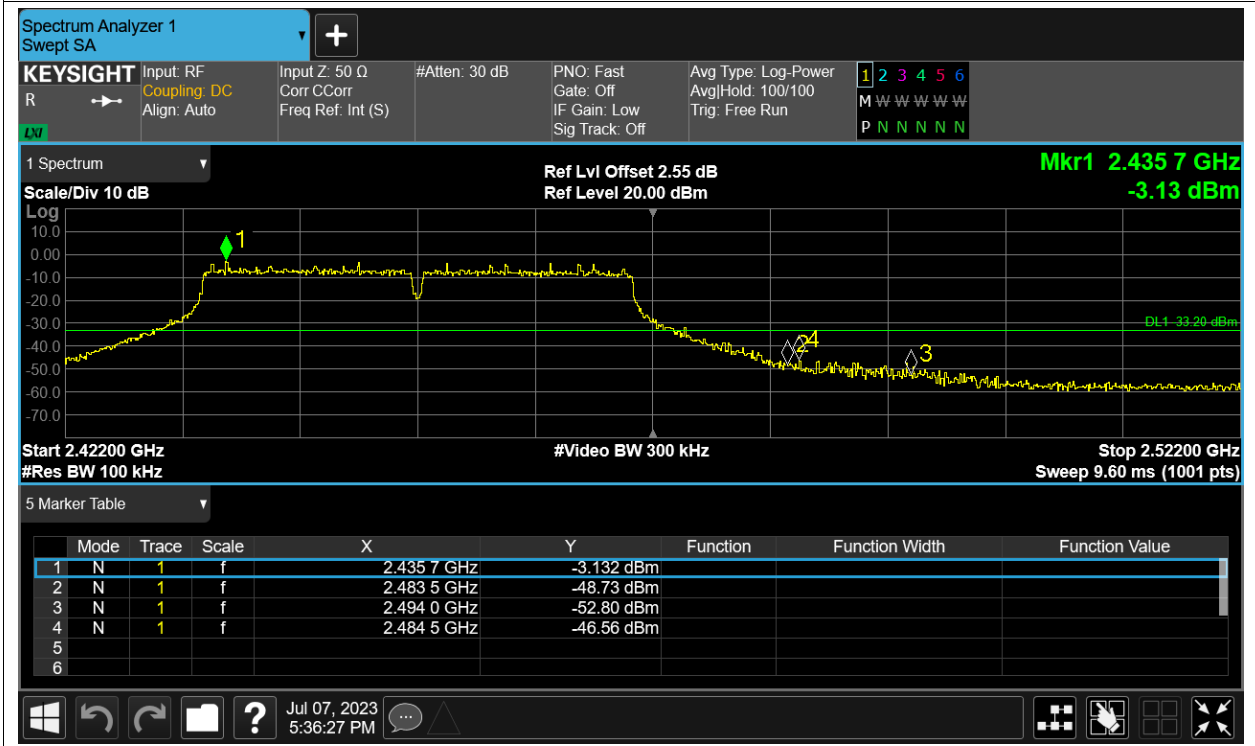 Spectrum Analyzer 1
Swept SA
+
KEYSIGHT Input: RF Input Z: 50 Ω #Atten: 30 dB PNO: Fast Avg Type: Log-Power 1 2 3 4 5 6
R Coupling: DC Corr CCorr Gate: Off Avg|Hold: 100/100 M W W W W W
Align: Auto Freq Ref: Int (S) IF Gain: Low Trig: Free Run
LXI Sig Track: Off P N N N N N
1 Spectrum Ref Lvl Offset 2.55 dB Mkr1 2.435 7 GHz
Scale/Div 10 dB Ref Level 20.00 dBm -3.13 dBm
Log
10.0
1
0.00
-10.0
-20.0
-30.0
DL1 -33.20 dBm
-40.0
2 4
3
-50.0
-60.0
-70.0
Start 2.42200 GHz #Video BW 300 kHz Stop 2.52200 GHz
#Res BW 100 kHz Sweep 9.60 ms (1001 pts)
5 Marker Table
Mode Trace Scale X Y Function Function Width Function Value
1 N 1 f 2.435 7 GHz -3.132 dBm
2 N 1 f 2.483 5 GHz -48.73 dBm
3 N 1 f 2.494 0 GHz -52.80 dBm
4 N 1 f 2.484 5 GHz -46.56 dBm
5
6
? Jul 07, 2023
5:36:27 PM